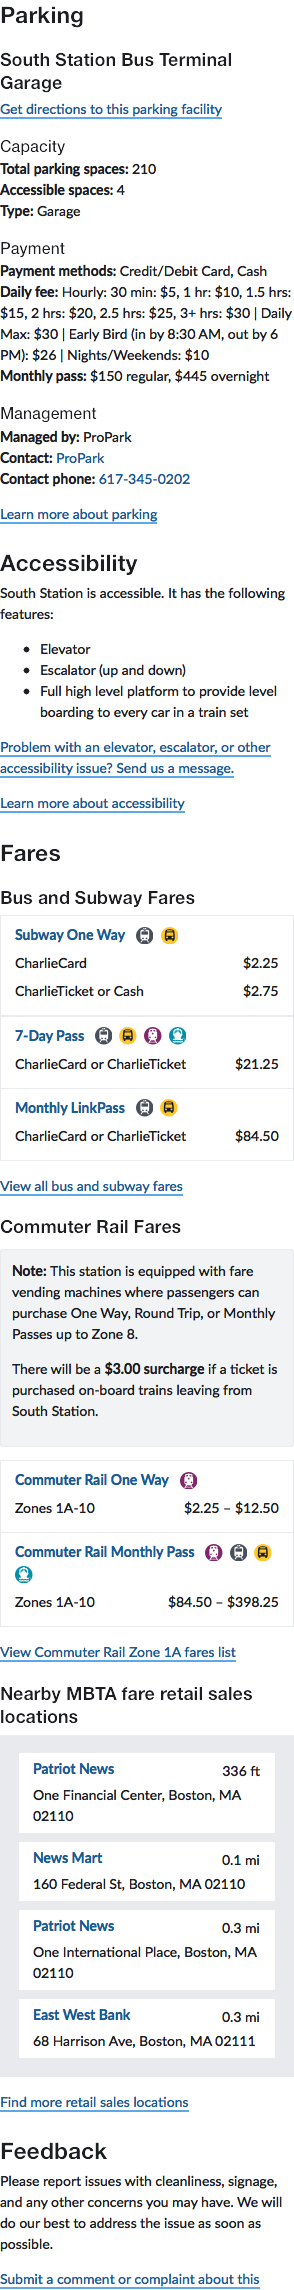 Parking
South Station Bus Terminal
Garage
Get directions to this parking facility
Capacity
Total parking spaces: 210
Accessible spaces: 4
Type: Garage
Payment
Payment methods: Credit/Debit Card, Cash
Daily fee: Hourly: 30 min: $5, 1 hr: $10, 1.5 hrs:
$15, 2 hrs: $20, 2.5 hrs: $25, 3+ hrs: $30 | Daily
Max: $30 | Early Bird (in by 8:30 AM, out by 6
PM): $26 | Nights/Weekends: $10
Monthly pass: $150 regular, $445 overnight
Management
Managed by: ProPark
Contact: ProPark
Contact phone: 617-345-0202
Learn more about parking
Accessibility
South Station is accessible. It has the following
features:
• Elevator
• Escalator (up and down)
• Full high level platform to provide level
boarding to every car in a train set
Problem with an elevator, escalator, or other
accessibility issue? Send us a message.
Learn more about accessibility
Fares
Bus and Subway Fares
Subway One Way
CharlieCard $2.25
CharlieTicket or Cash $2.75
7-Day Pass
CharlieCard or CharlieTicket $21.25
Monthly LinkPass
CharlieCard or CharlieTicket $84.50
View all bus and subway fares
Commuter Rail Fares
Note: This station is equipped with fare
vending machines where passengers can
purchase One Way, Round Trip, or Monthly
Passes up to Zone 8.
There will be a $3.00 surcharge if a ticket is
purchased on-board trains leaving from
South Station.
Commuter Rail One Way
Zones 1A-10 $2.25 – $12.50
Commuter Rail Monthly Pass
Zones 1A-10 $84.50 – $398.25
View Commuter Rail Zone 1A fares list
Nearby MBTA fare retail sales
locations
Patriot News 336 ft
One Financial Center, Boston, MA
02110
News Mart 0.1 mi
160 Federal St, Boston, MA 02110
Patriot News 0.3 mi
One International Place, Boston, MA
02110
East West Bank 0.3 mi
68 Harrison Ave, Boston, MA 02111
Find more retail sales locations
Feedback
Please report issues with cleanliness, signage,
and any other concerns you may have. We will
do our best to address the issue as soon as
possible.
Submit a comment or complaint about this